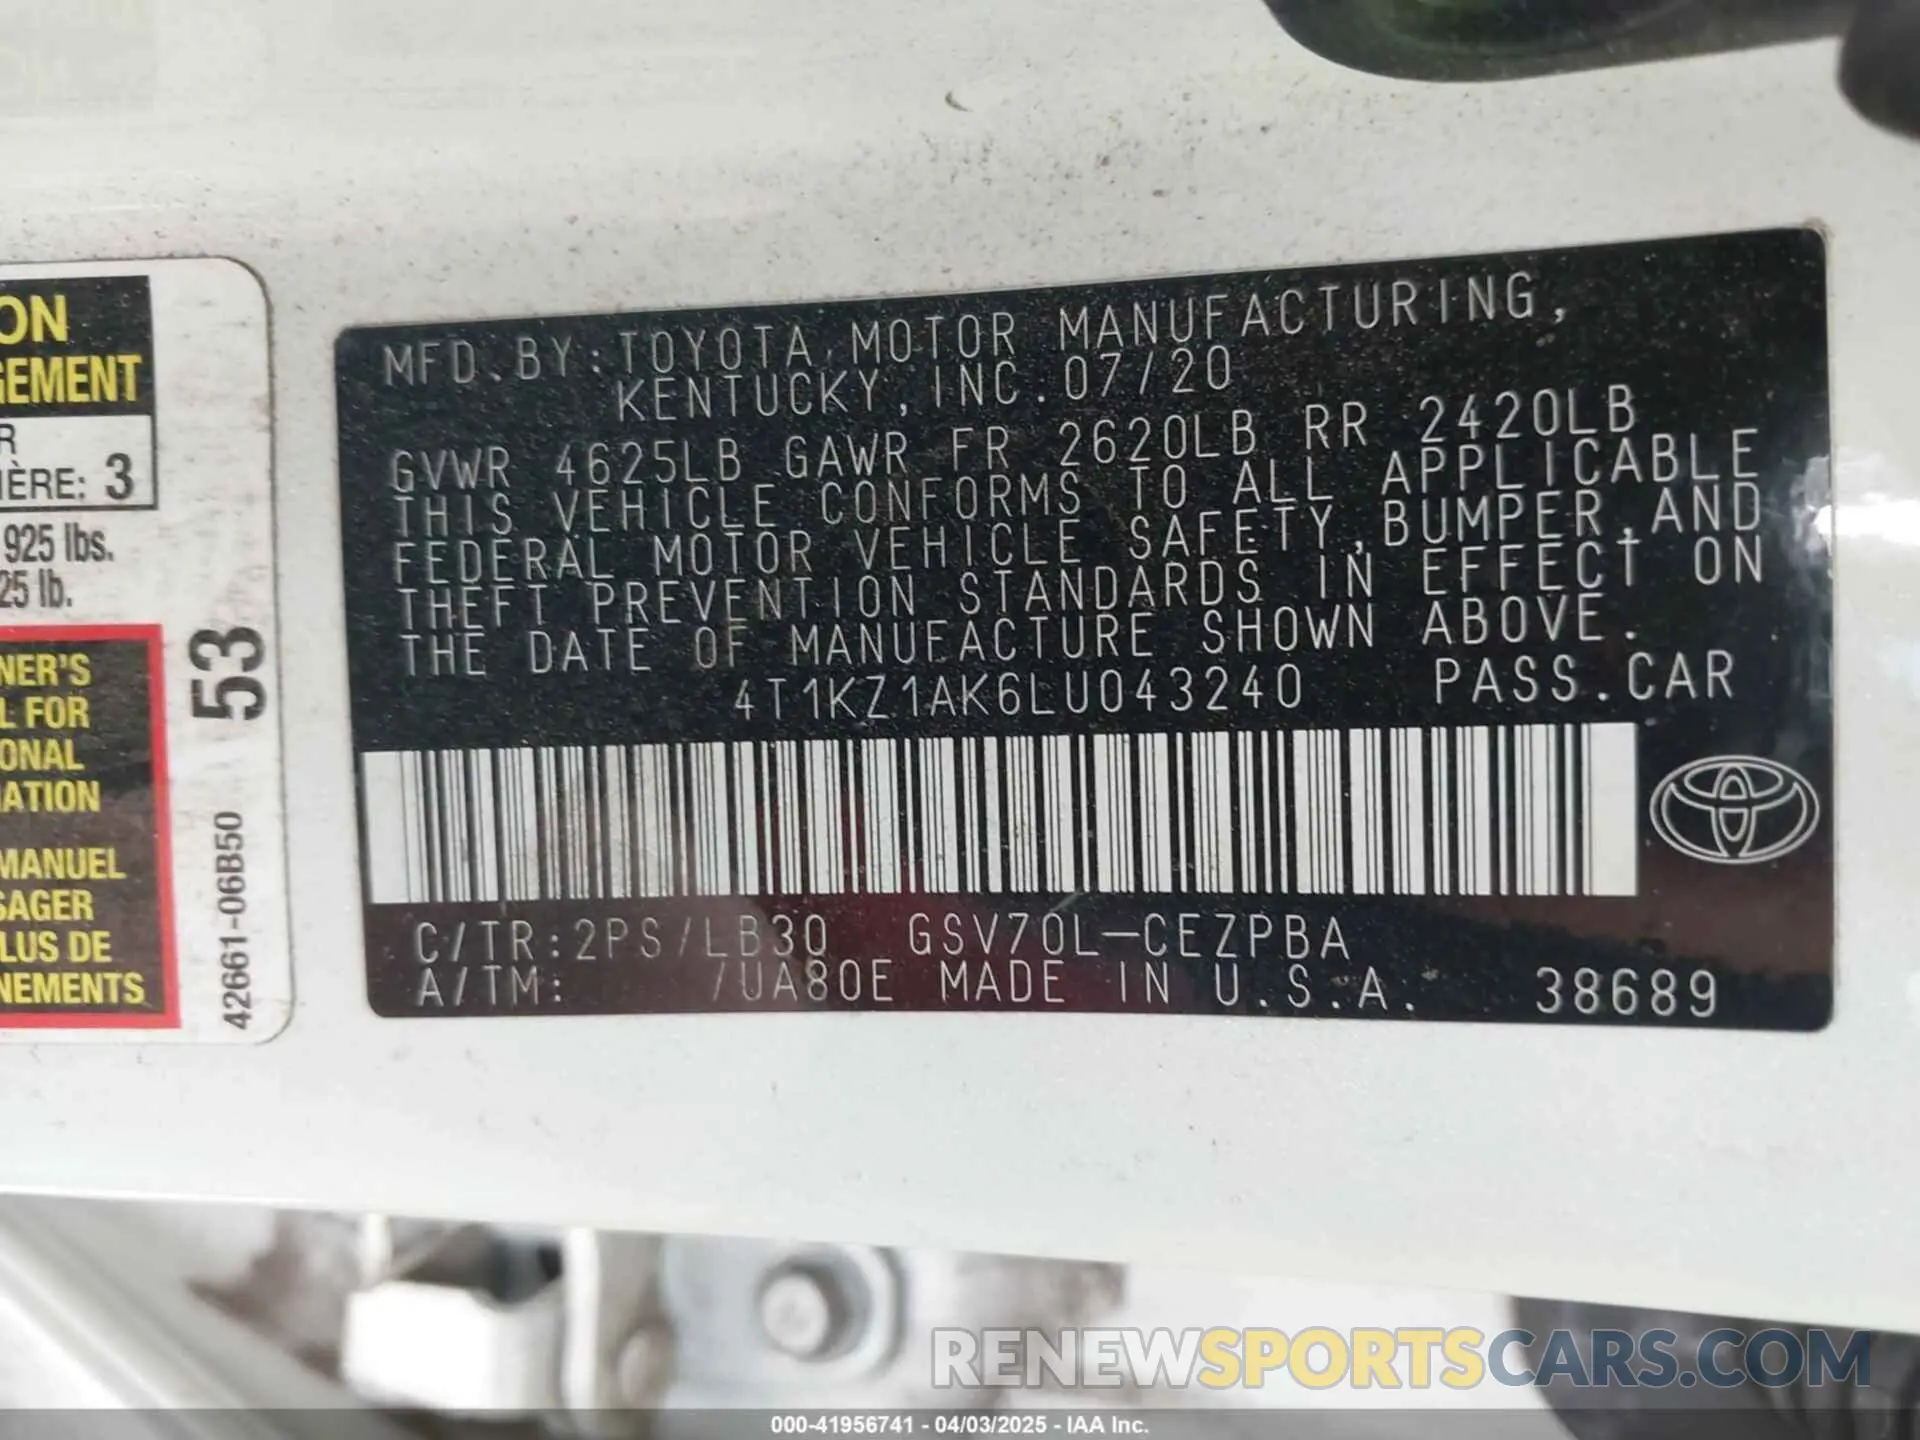 ON
GEMENT
R
IÈRE: 3
925 lbs.
25 lb.
NER'S
L FOR
ONAL
ATION
MANUEL
SAGER
LUS DE
NEMENTS
53
42661-06B50
MFD.BY:TOYOTA MOTOR MANUFACTURING,
KENTUCKY, INC. 07/20
GVWR 4625LB GAWR FR 2620LB RR 2420LB
THIS VEHICLE CONFORMS TO ALL APPLICABLE
FEDERAL MOTOR VEHICLE SAFETY,BUMPER,AND
THEFT PREVENTION STANDARDS IN EFFECT ON
THE DATE OF MANUFACTURE SHOWN ABOVE.
4T1KZ1AK6LU043240 PASS.CAR
C/TR:2PS/LB30 GSV70L-CEZPBA
A/TM: /UA80E MADE IN U.S.A. 38689
RENEWSPORTSCARS.COM
000-41956741 - 04/03/2025 - IAA Inc.